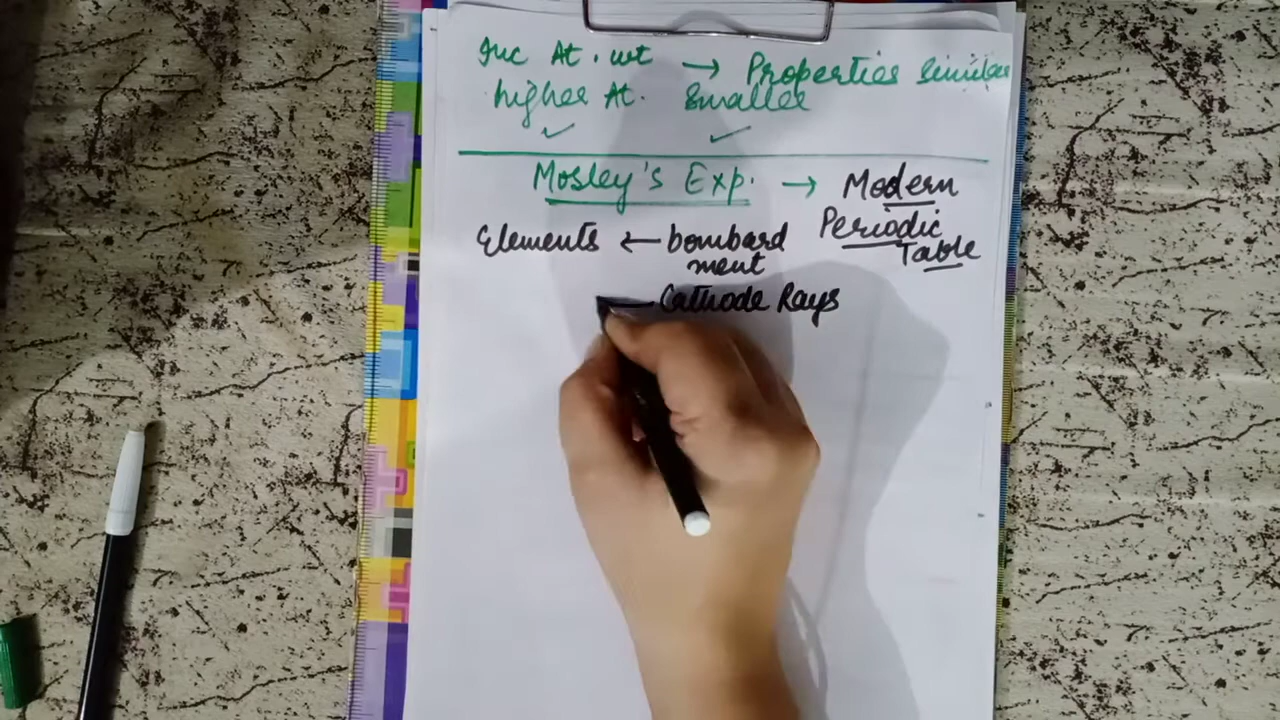 Inc At. wt → Properties Similar
higher At. Smaller
Mosley's Exp. → Modern
Periodic
Table
Elements ← bombard
ment
Cathode Rays